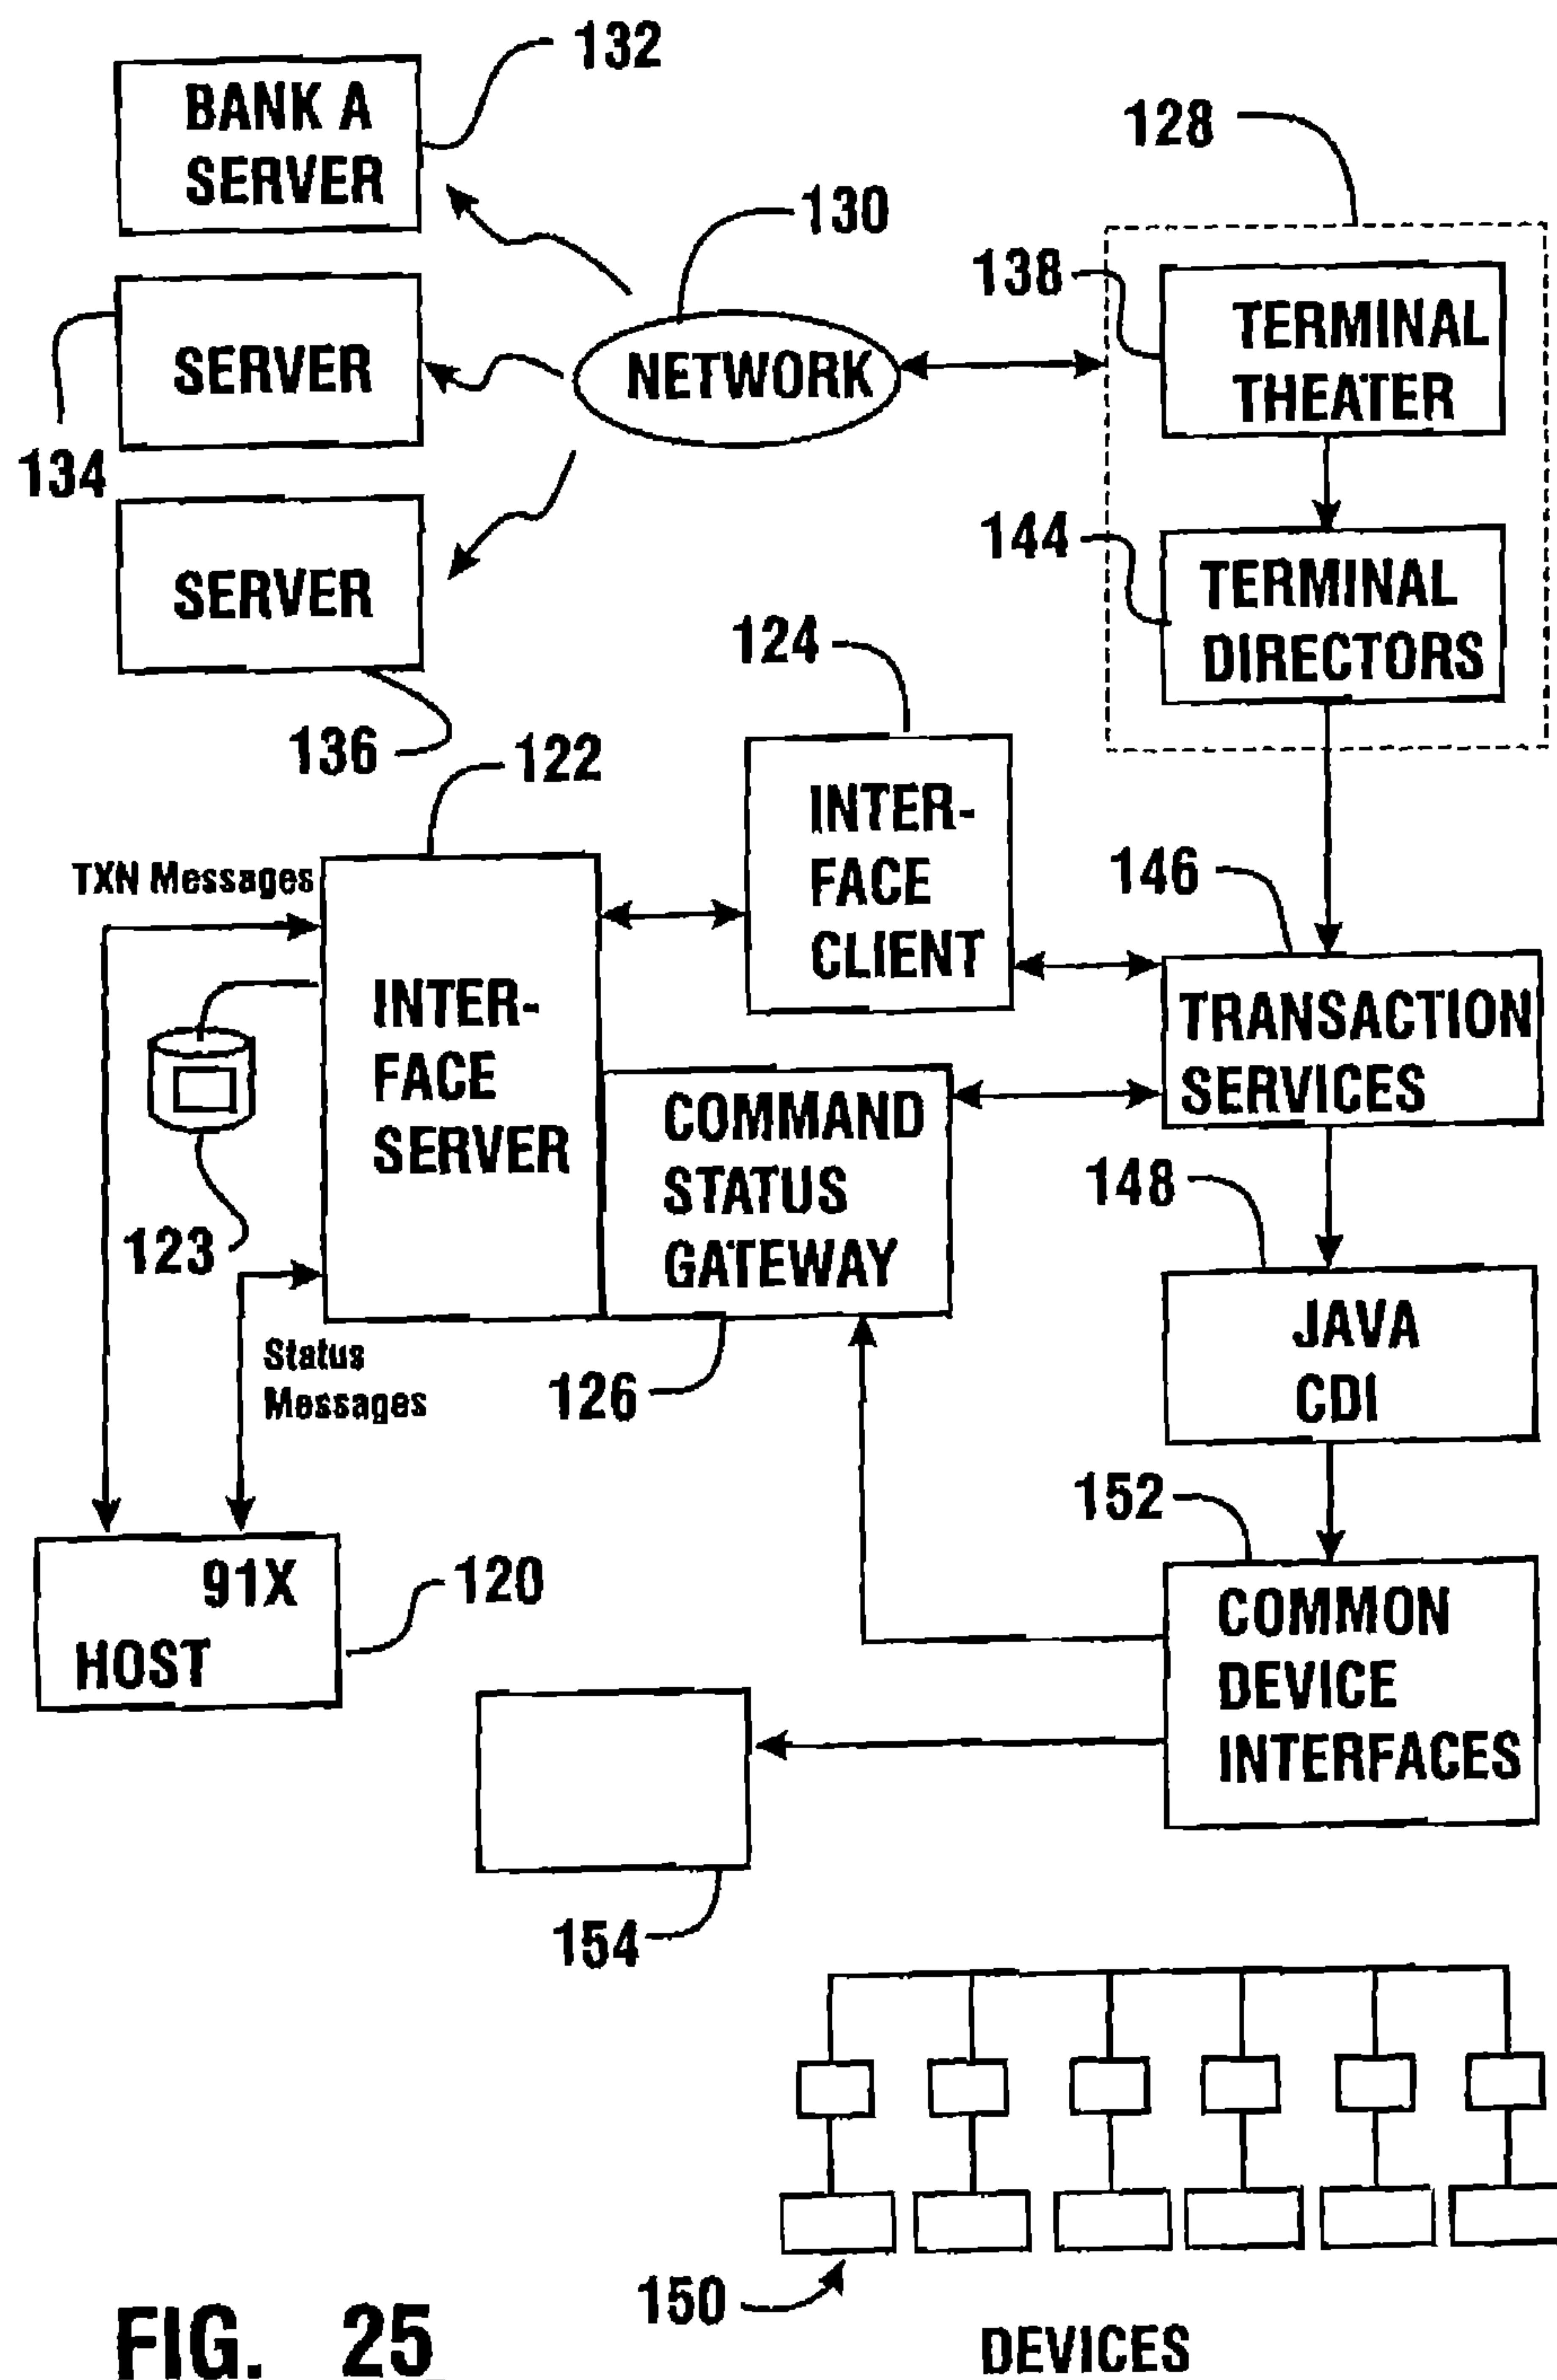 132
BANK A
SERVER
128
130
138
TERMINAL
THEATER
NETWORK
SERVER
134
144
TERMINAL
DIRECTORS
SERVER
124
136
122
INTER-
FACE
CLIENT
TXN Messages
146
INTER-
FACE
SERVER
TRANSACTION
SERVICES
COMMAND
STATUS
GATEWAY
123
148
Status
Messages
126
JAVA
CDI
152
91X
HOST
120
COMMON
DEVICE
INTERFACES
154
150
DEVICES
FIG. 25